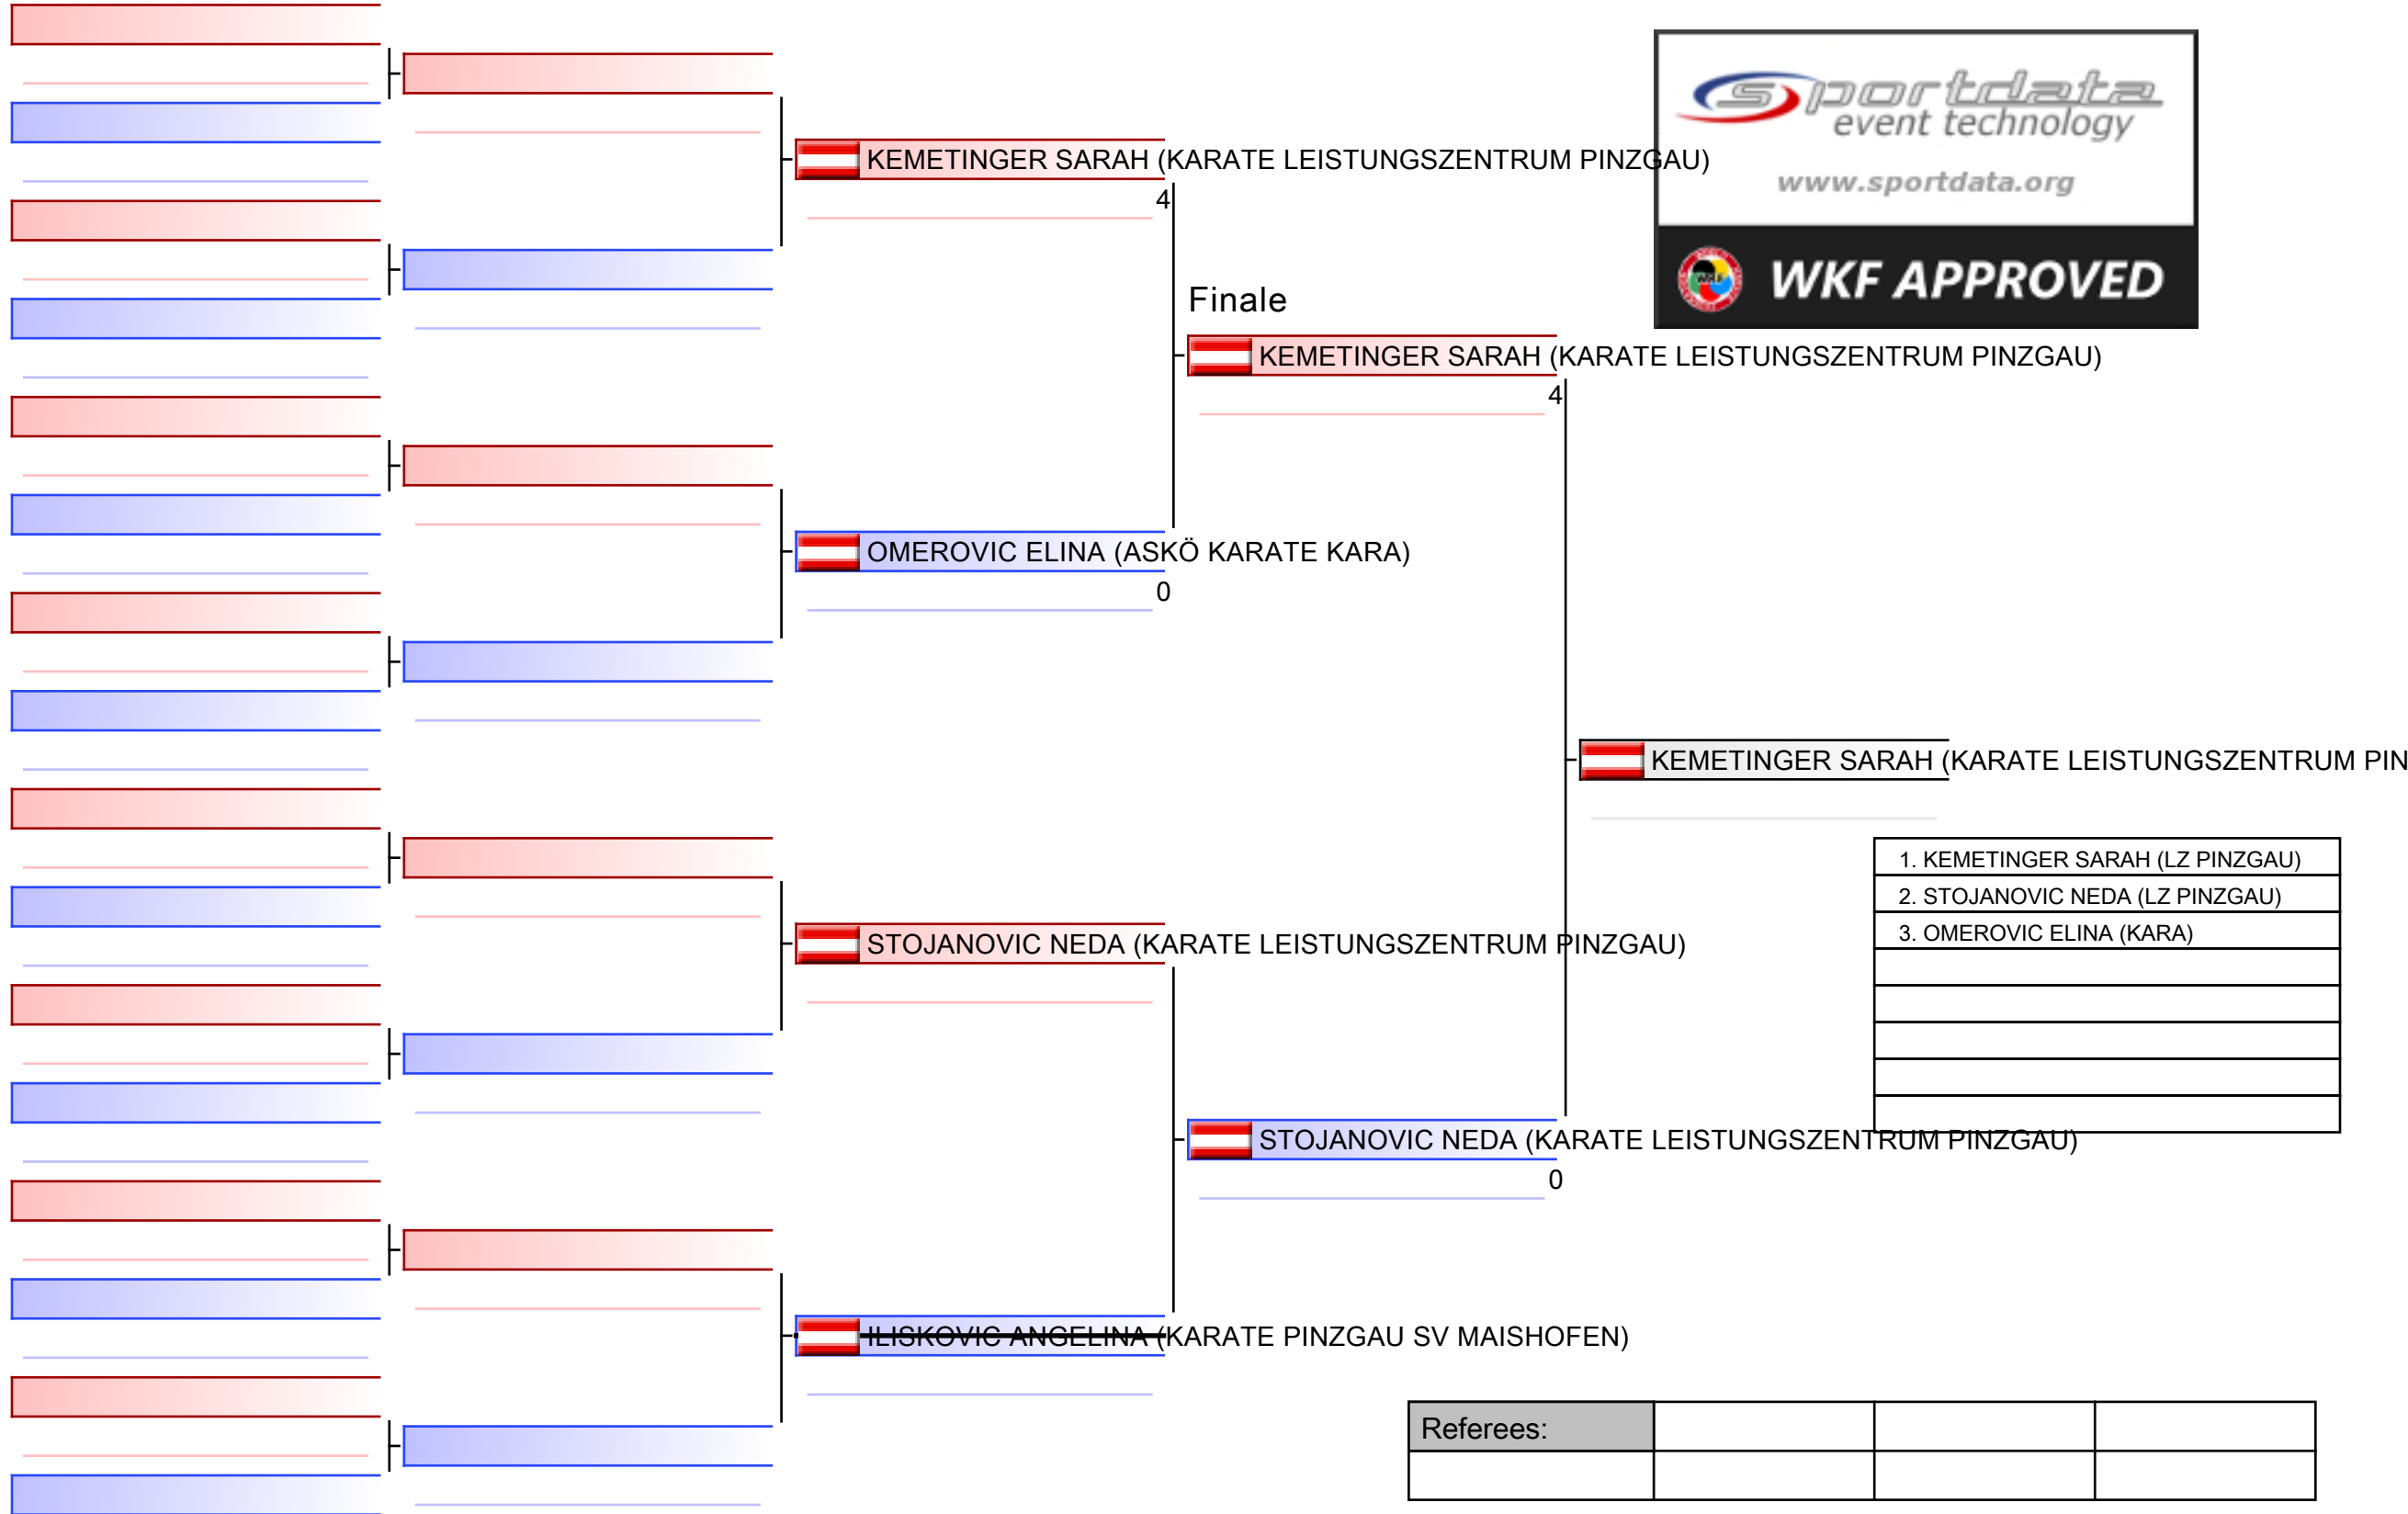 sportdata
event technology
www.sportdata.org
WKF APPROVED
KEMETINGER SARAH (KARATE LEISTUNGSZENTRUM PINZGAU)
4
Finale
KEMETINGER SARAH (KARATE LEISTUNGSZENTRUM PINZGAU)
4
OMEROVIC ELINA (ASKÖ KARATE KARA)
0
KEMETINGER SARAH (KARATE LEISTUNGSZENTRUM PIN
1. KEMETINGER SARAH (LZ PINZGAU)
2. STOJANOVIC NEDA (LZ PINZGAU)
3. OMEROVIC ELINA (KARA)
STOJANOVIC NEDA (KARATE LEISTUNGSZENTRUM PINZGAU)
STOJANOVIC NEDA (KARATE LEISTUNGSZENTRUM PINZGAU)
0
ILISKOVIC ANGELINA (KARATE PINZGAU SV MAISHOFEN)
Referees: